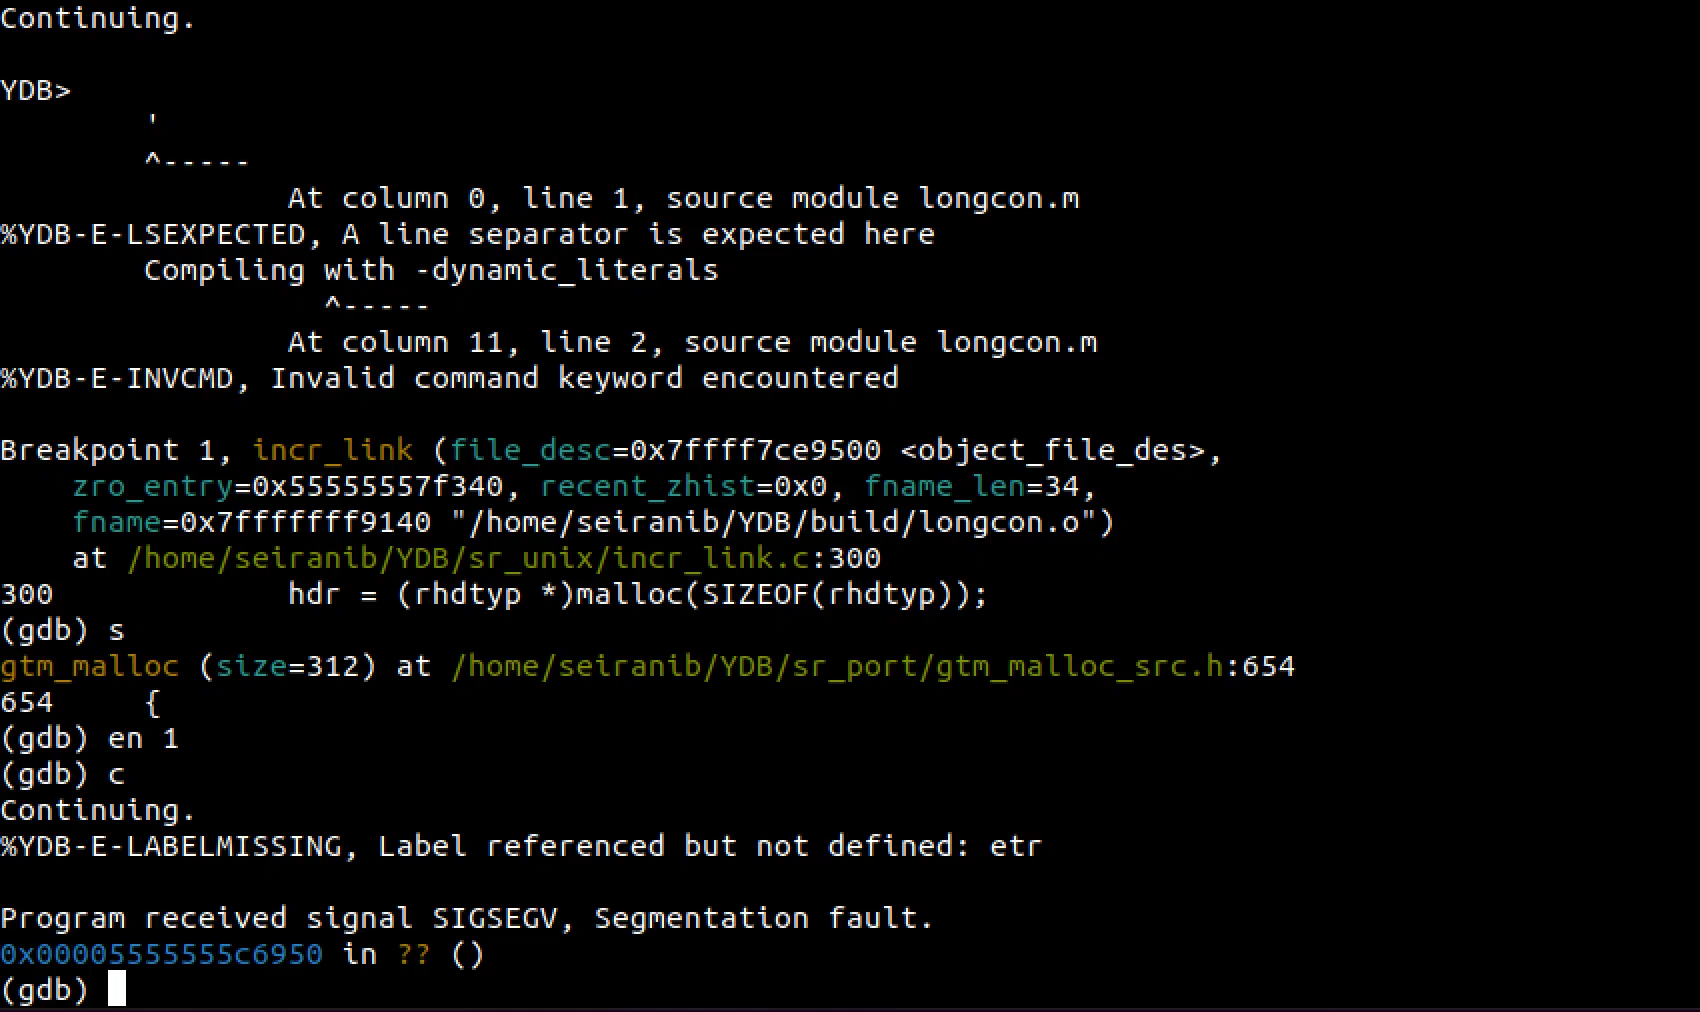 Continuing.
YDB>
'
^-----
At column 0, line 1, source module longcon.m
%YDB-E-LSEXPECTED, A line separator is expected here
Compiling with -dynamic_literals
^-----
At column 11, line 2, source module longcon.m
%YDB-E-INVCMD, Invalid command keyword encountered
Breakpoint 1, incr_link (file_desc=0x7ffff7ce9500 <object_file_des>,
zro_entry=0x55555557f340, recent_zhist=0x0, fname_len=34,
fname=0x7fffffff9140 "/home/seiranib/YDB/build/longcon.o")
at /home/seiranib/YDB/sr_unix/incr_link.c:300
300 hdr = (rhdtyp *)malloc(SIZEOF(rhdtyp));
(gdb) s
gtm_malloc (size=312) at /home/seiranib/YDB/sr_port/gtm_malloc_src.h:654
654 {
(gdb) en 1
(gdb) c
Continuing.
%YDB-E-LABELMISSING, Label referenced but not defined: etr
Program received signal SIGSEGV, Segmentation fault.
0x00005555555c6950 in ?? ()
(gdb)